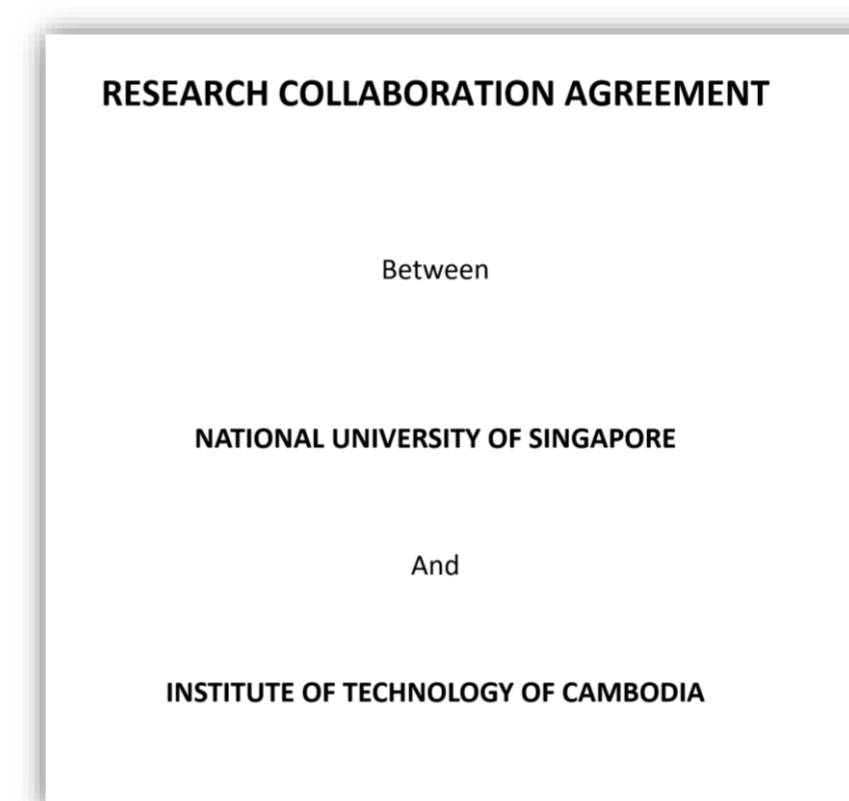 RESEARCH COLLABORATION AGREEMENT
Between
NATIONAL UNIVERSITY OF SINGAPORE
And
INSTITUTE OF TECHNOLOGY OF CAMBODIA